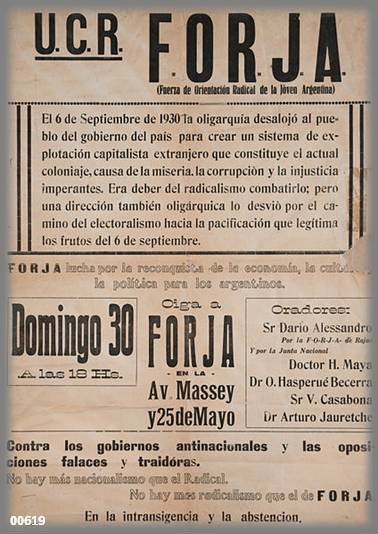 U.C.R. F.O.R.J.A.
(Fuerza de Orientación Radical de la Jóven Argentina)
El 6 de Septiembre de 1930 la oligarquía desalojó al pue-
blo del gobierno del país para crear un sistema de ex-
plotación capitalista extranjero que constituye el actual
coloniaje, causa de la miseria, la corrupciòn y la injusticia
imperantes. Era deber del radicalismo combatirlo; pero
una dirección también oligárquica lo desviò por el ca-
mino del electoralismo hacia la pacificación que legitima
los frutos del 6 de septiembre.
FORJA lucha por la reconquista de la economía, la cultura
la política para los argentinos.
Domingo 30
A las 18 Hs.
Oiga a
FORJA
- EN LA -
Av. Massey
y 25 de Mayo
Oradores:
Sr Darío Alessandro
Por la F-O-R-J-A- de Rojas
Y por la Junta Nacional
Doctor H. Maya
Dr O. Hasperué Becerra
Sr V. Casabona
Dr Arturo Jauretche
Contra los gobiernos antinacionales y las oposi-
ciones falaces y traidóras.
No hay más nacionalismo que el Radical.
No hay mes radicalismo que el de FORJA
En la intransigencia y la abstencion,
00619